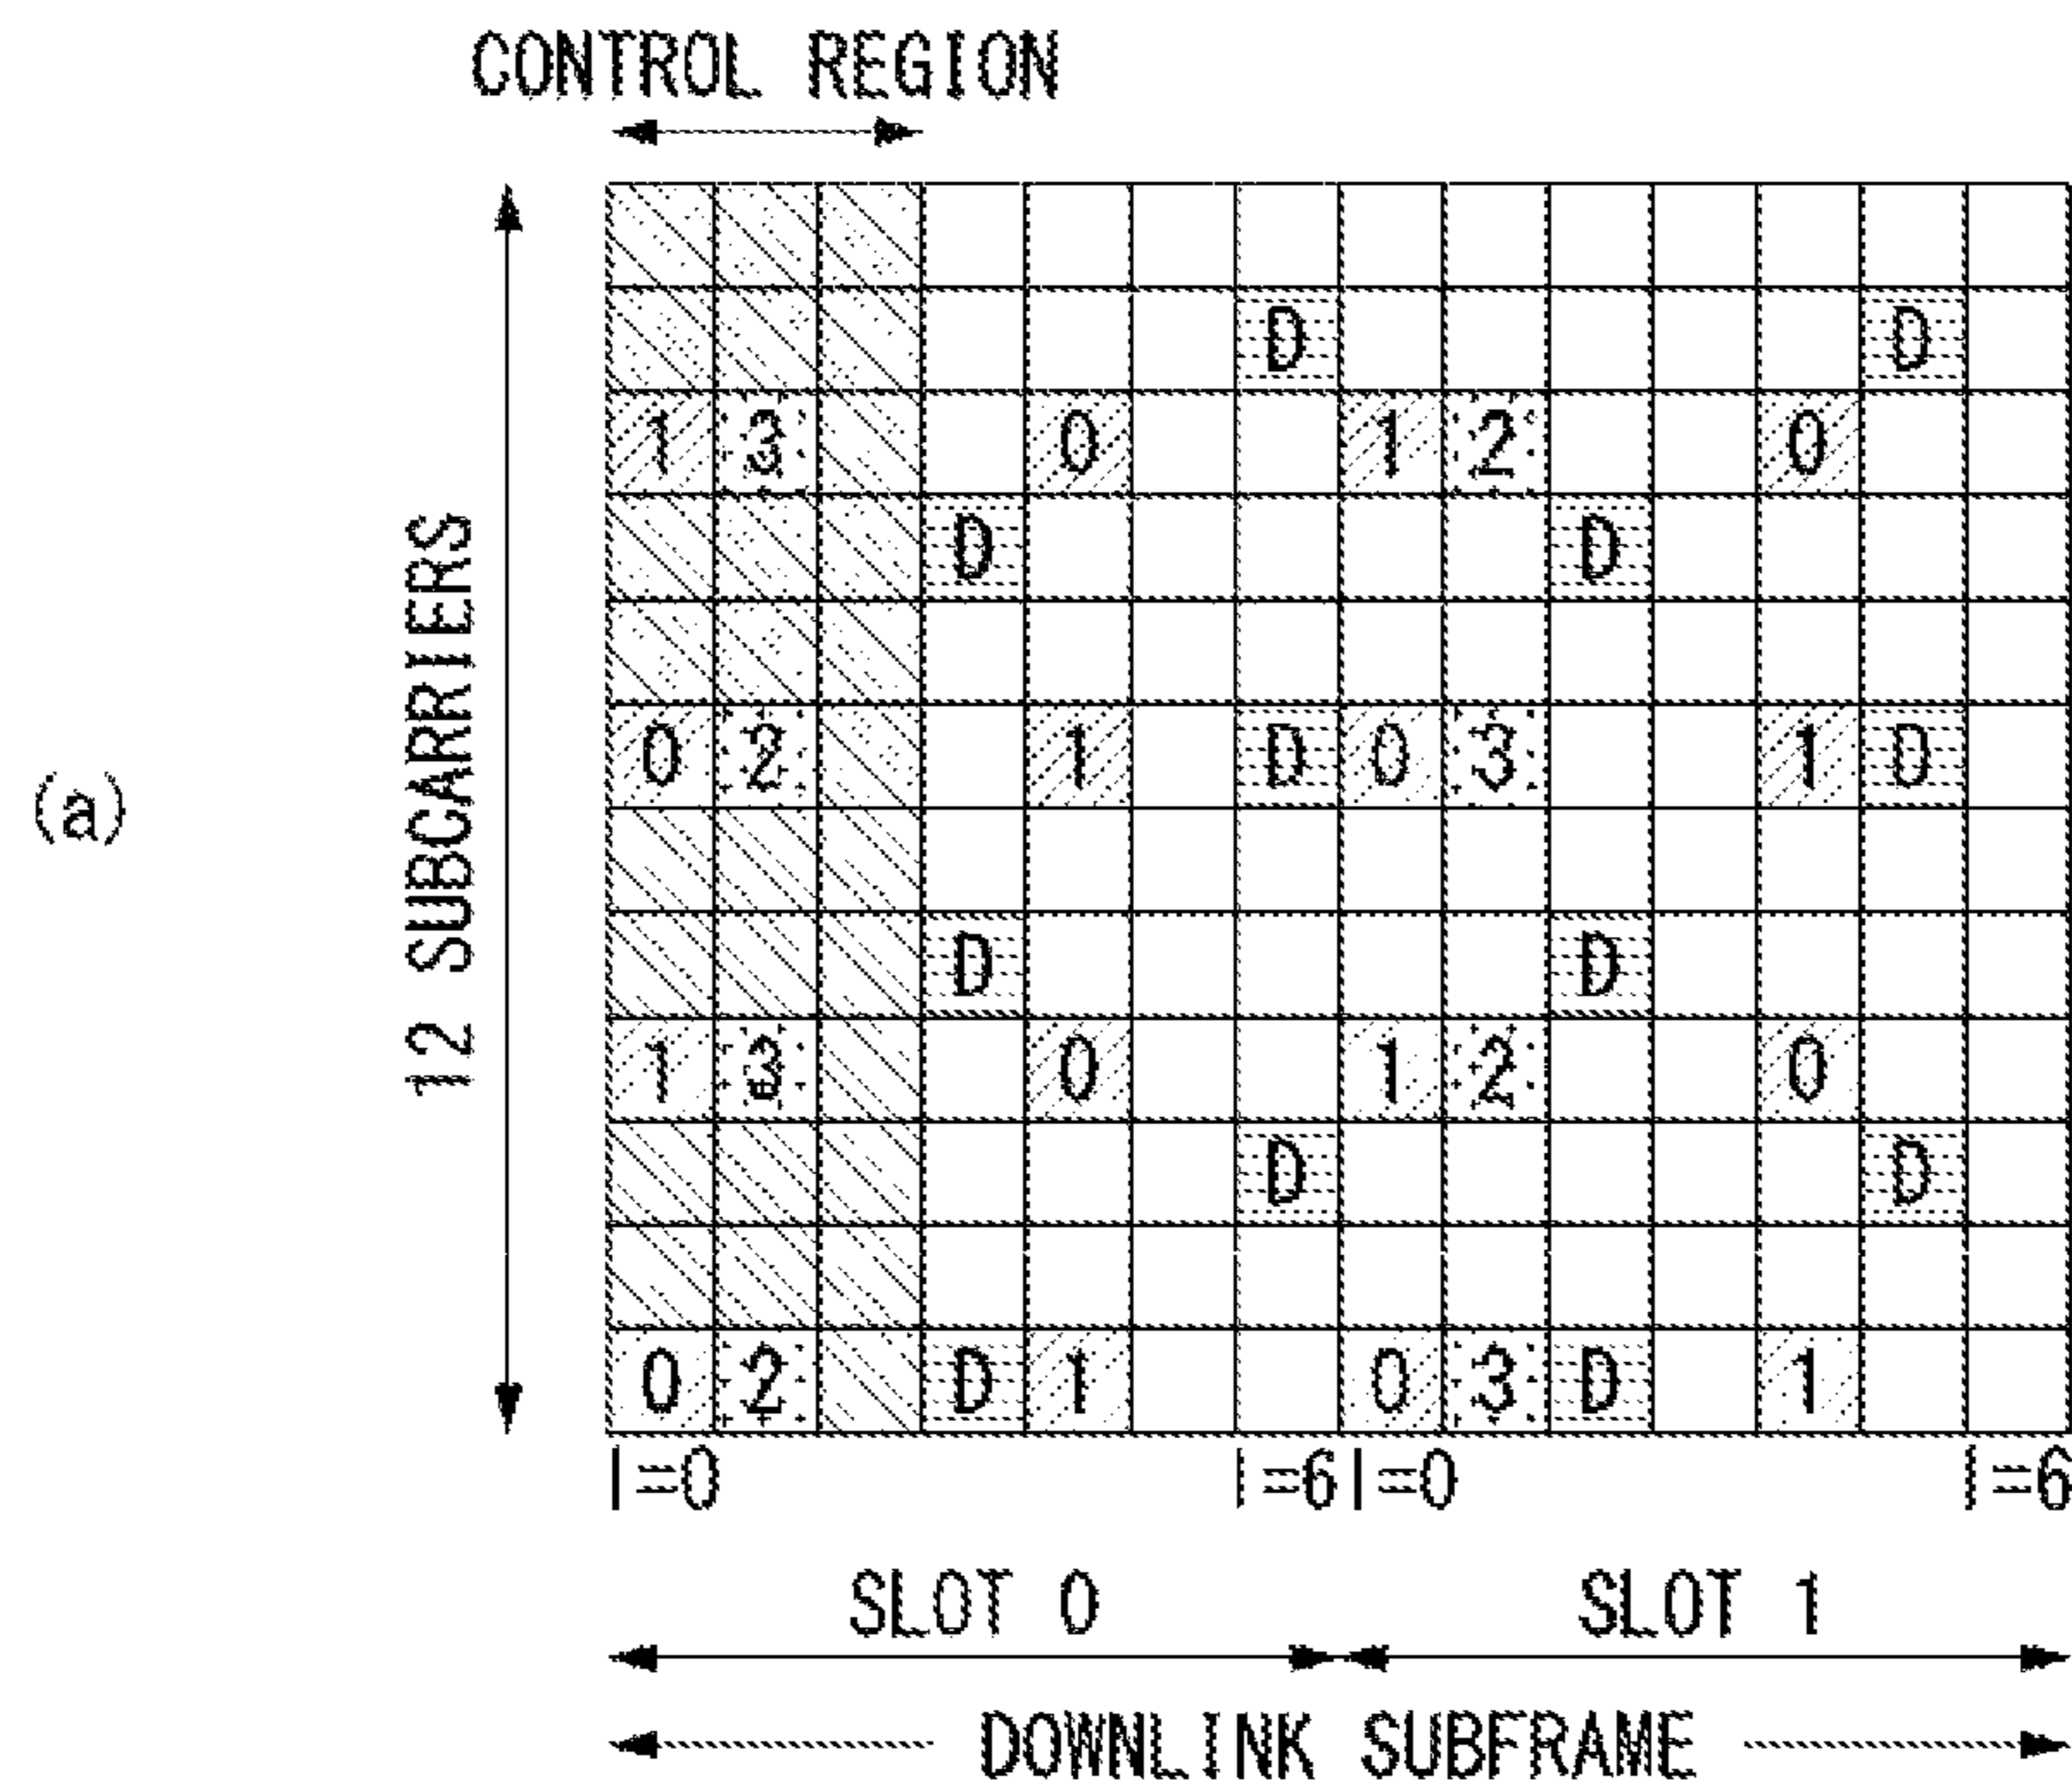 CONTROL REGION
D D
1 3 0 1 2 0
D D
0 2 1 D 0 3 1 D
D D
1 3 0 1 2 0
D D
0 2 D 1 0 3 D 1
12 SUBCARRIERS
(a)
l=0 l=6 l=0 l=6
SLOT 0 SLOT 1
DOWNLINK SUBFRAME